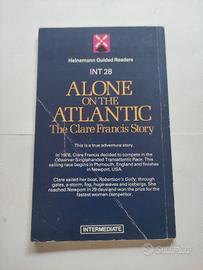 Heinemann Guided Readers
INT 28
ALONE
ON THE
ATLANTIC
The Clare Francis Story
This is a true adventure story.
In 1976, Clare Francis decided to compete in the
Observer Singlehanded Transatlantic Race. This
sailing race begins in Plymouth, England and finishes
in Newport, USA.
Clare sailed her boat, Robertson's Golly, through
gales, a storm, fog, huge waves and icebergs. She
reached Newport in 29 days and won the prize for the
fastest woman competitor.
INTERMEDIATE
subito